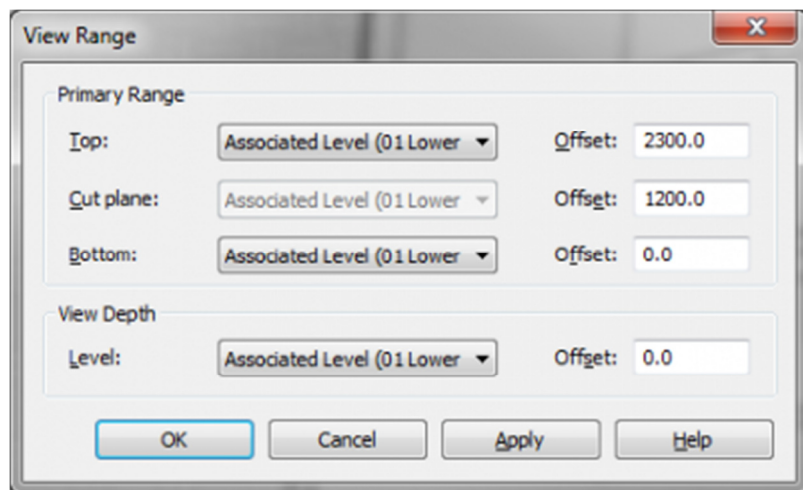 View Range
Primary Range
Top: Associated Level (01 Lower Offset: 2300.0
Cut plane: Associated Level (01 Lower Offset: 1200.0
Bottom: Associated Level (01 Lower Offset: 0.0
View Depth
Level: Associated Level (01 Lower Offset: 0.0
OK Cancel Apply Help